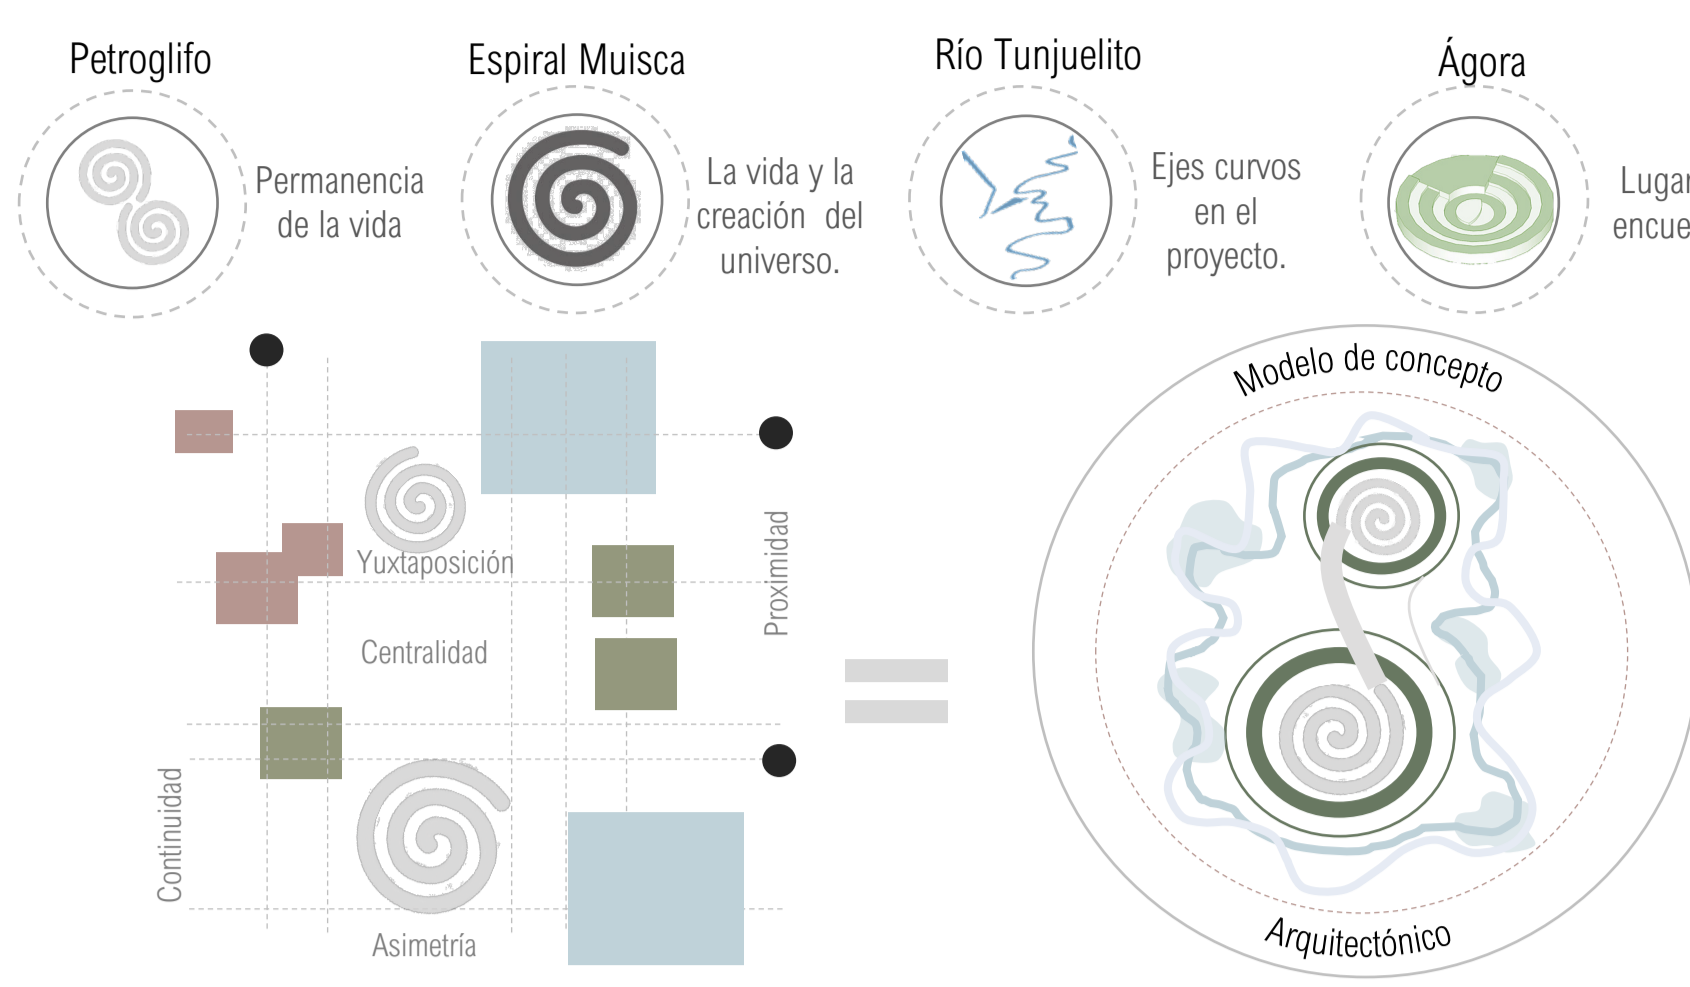 Petroglifo
Permanencia
de la vida
Espiral Muisca
La vida y la
creación del
universo.
Río Tunjuelito
Ejes curvos
en el
proyecto.
Ágora
Yuxtaposición
Centralidad
Proximidad
Continuidad
Asimetría
Modelo de concepto
Arquitectónico